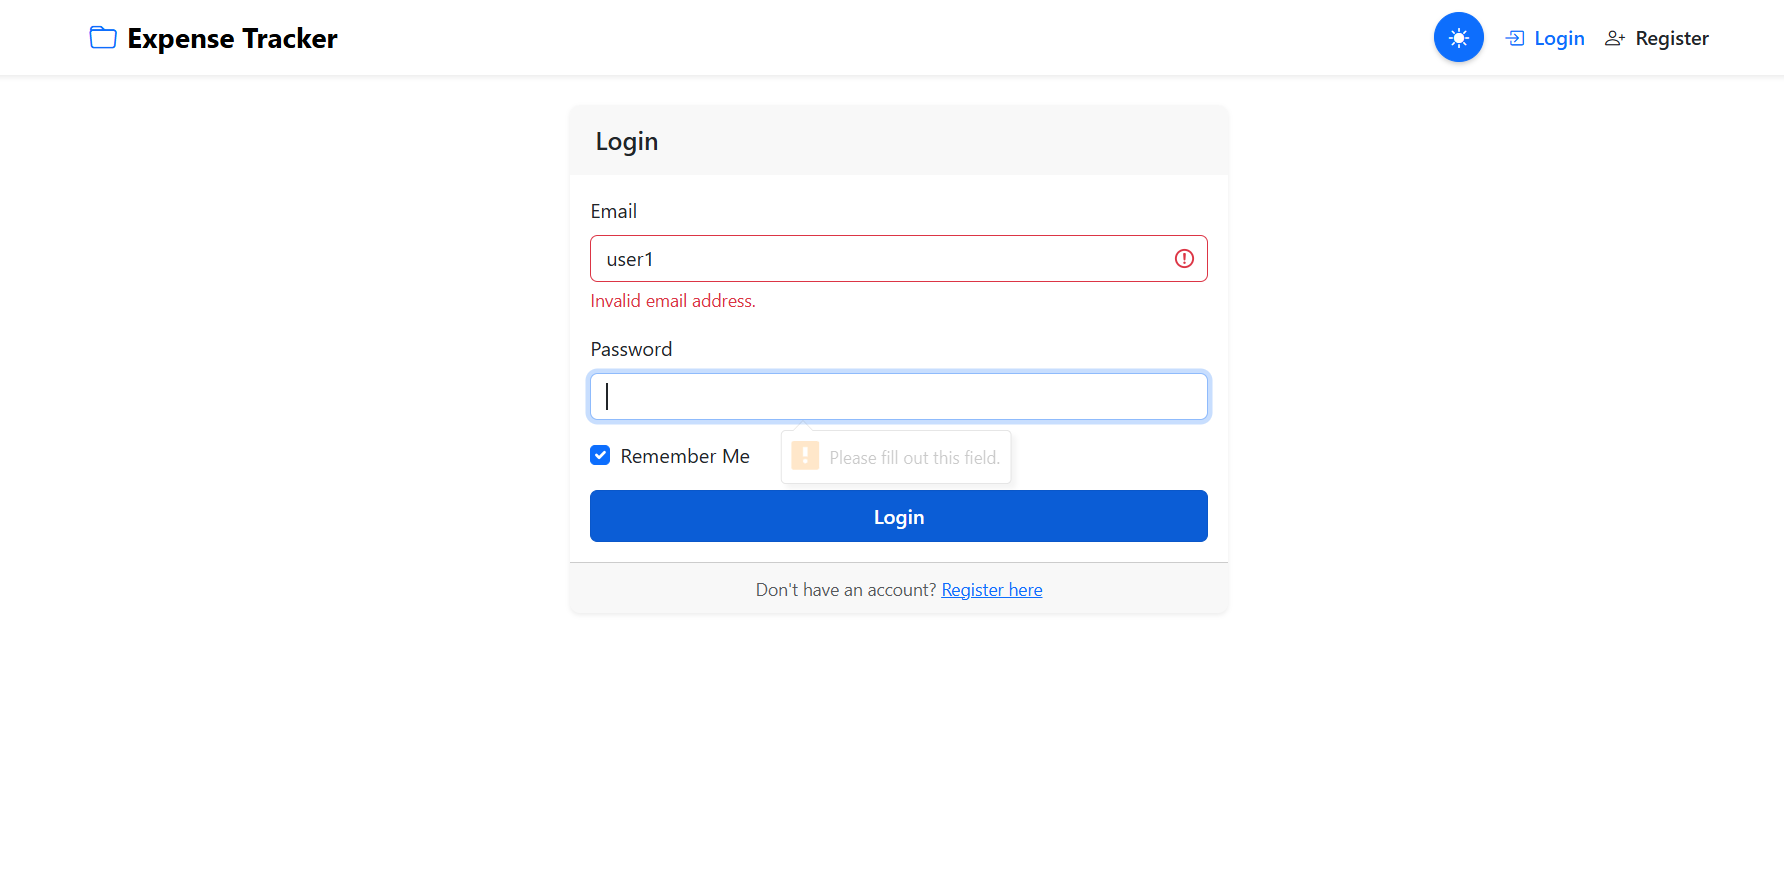 Expense Tracker
Login
Register
Login
Email
user1
Invalid email address.
Password
Remember Me
Please fill out this field.
Login
Don't have an account? Register here